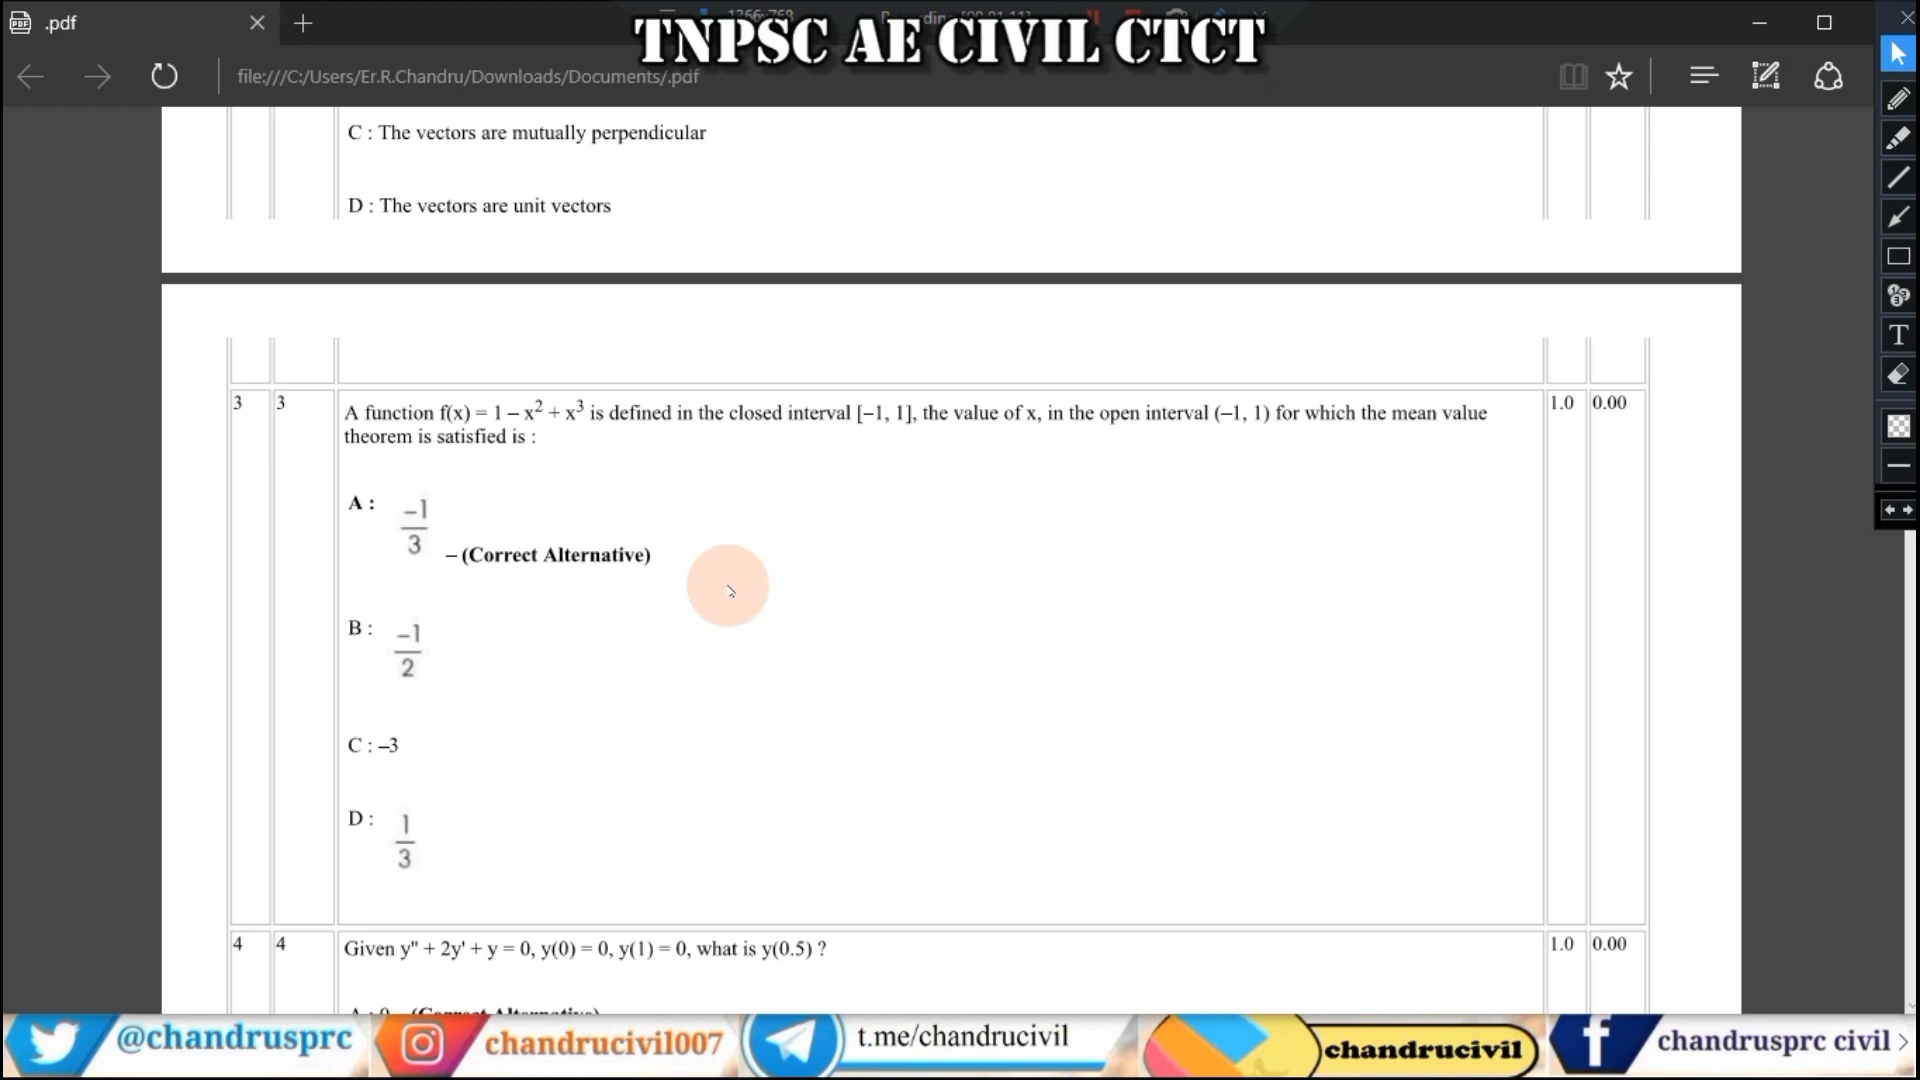 .pdf
TNPSC AE CIVIL CTCT
file:///C:/Users/Er.R.Chandru/Downloads/Documents/.pdf
C : The vectors are mutually perpendicular
D : The vectors are unit vectors
3 3 A function f(x) = 1 – x² + x³ is defined in the closed interval [–1, 1], the value of x, in the open interval (–1, 1) for which the mean value 1.0 0.00
theorem is satisfied is :
A : –1/3 – (Correct Alternative)
B : –1/2
C : –3
D : 1/3
4 4 Given y" + 2y' + y = 0, y(0) = 0, y(1) = 0, what is y(0.5) ? 1.0 0.00
@chandrusprc chandrucivil007 t.me/chandrucivil chandrucivil chandrusprc civil